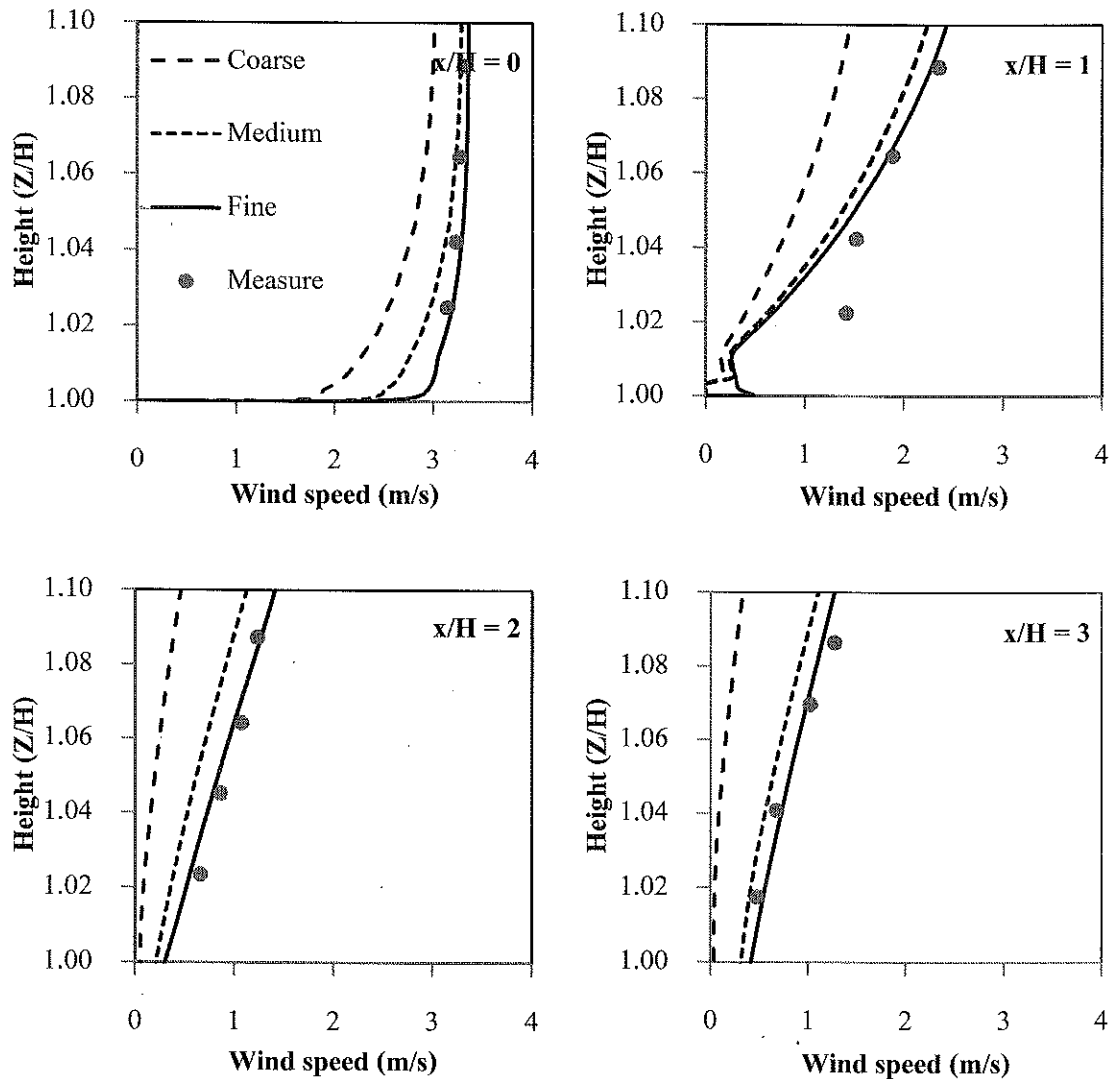 1.10
1.08
1.06
1.04
1.02
1.00
Height (Z/H)
Coarse
Medium
Fine
Measure
x/H = 0
0 1 2 3 4
Wind speed (m/s)
1.10
1.08
1.06
1.04
1.02
1.00
Height (Z/H)
x/H = 1
0 1 2 3 4
Wind speed (m/s)
1.10
1.08
1.06
1.04
1.02
1.00
Height (Z/H)
x/H = 2
0 1 2 3 4
Wind speed (m/s)
1.10
1.08
1.06
1.04
1.02
1.00
Height (Z/H)
x/H = 3
0 1 2 3 4
Wind speed (m/s)